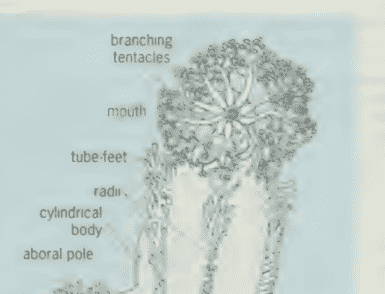 branching
tentacles
mouth
tube-feet
radii
cylindrical
body
aboral pole